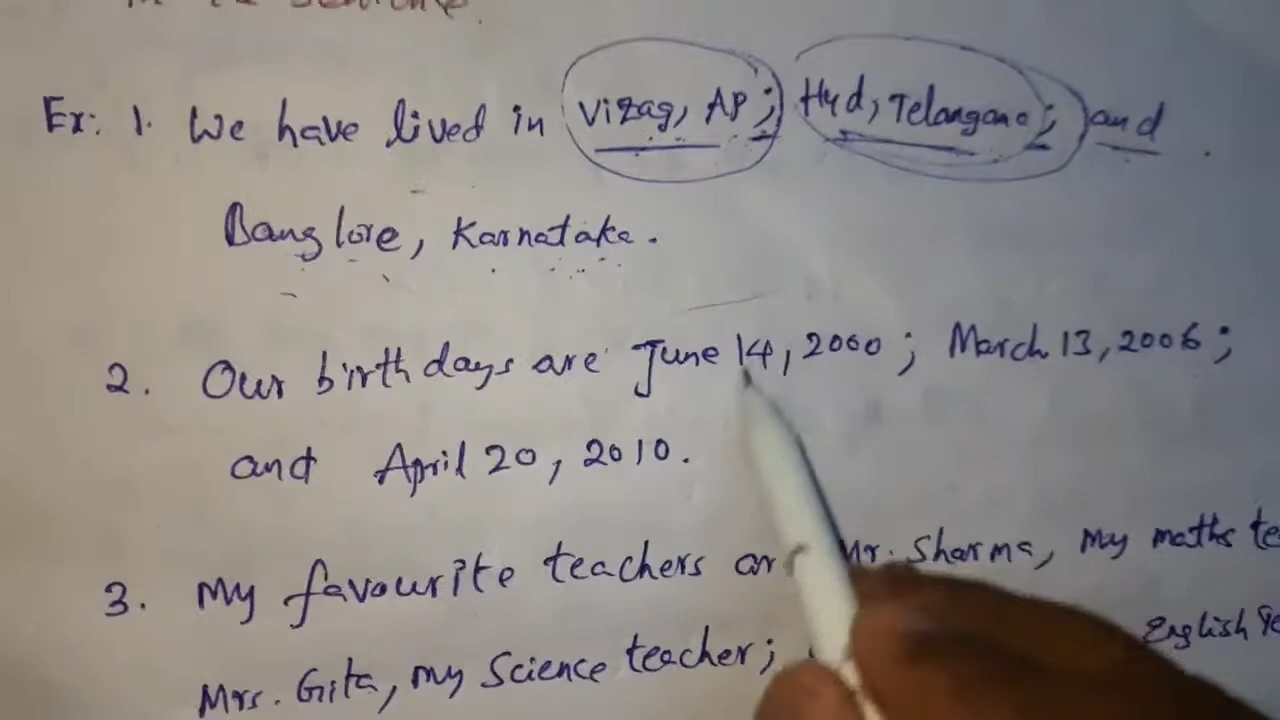 Ex: 1. We have lived in Vizag, AP; Hyd, Telangana; and
Banglore, Karnataka.
2. Our birthdays are June 14, 2000; March 13, 2006;
and April 20, 2010.
3. My favourite teachers are Mr. Sharma, my maths te
English te
Mrs. Gita, my Science teacher;